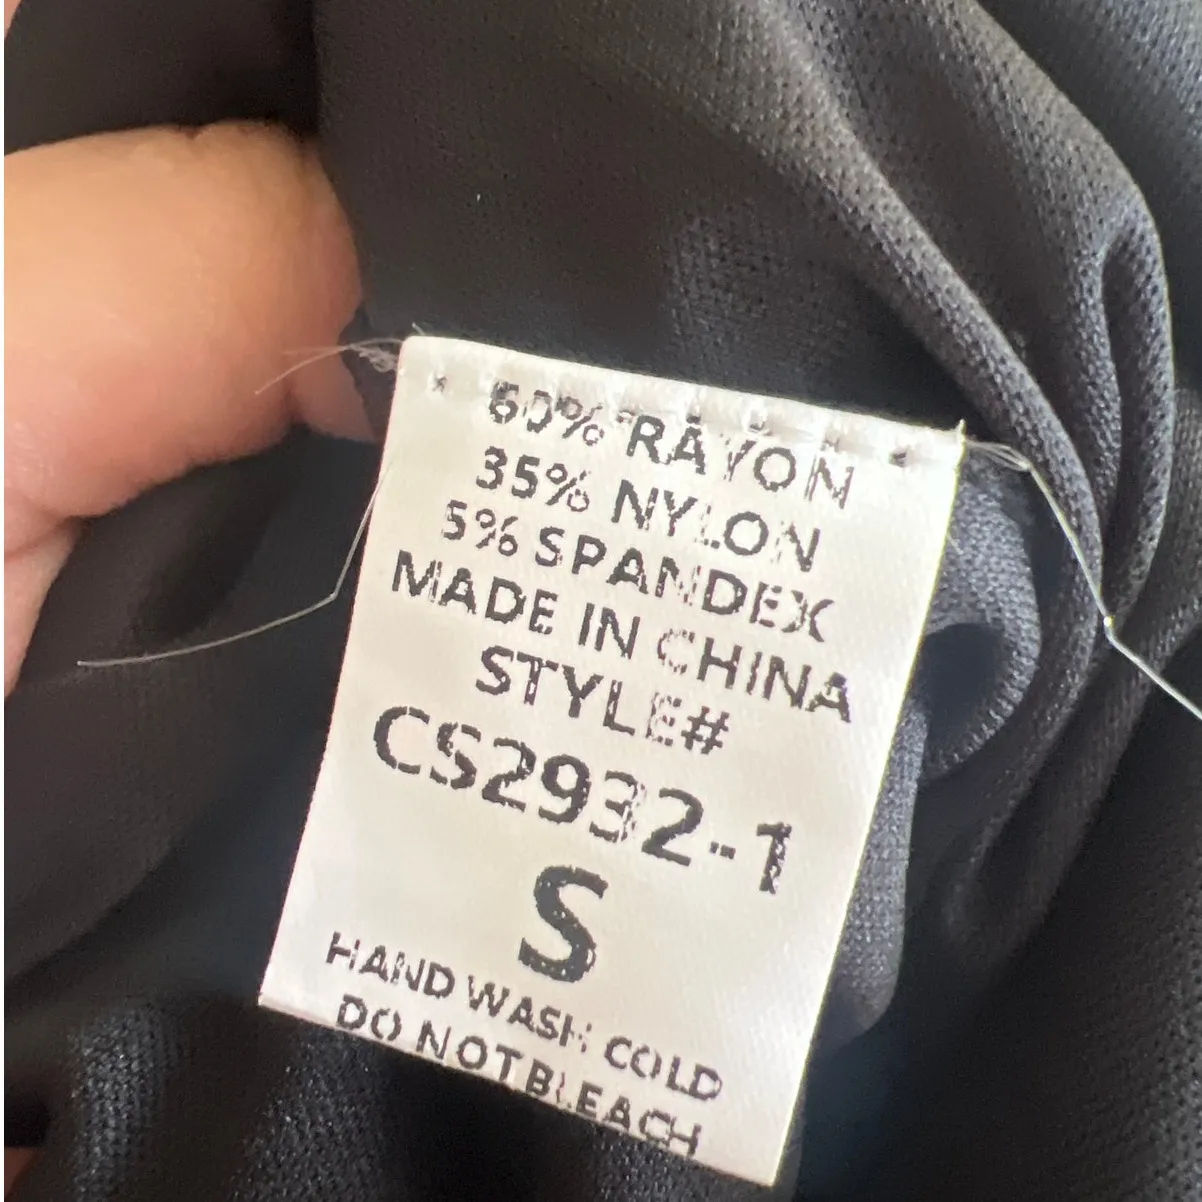 60% RAYON
35% NYLON
5% SPANDEX
MADE IN CHINA
STYLE#
CS2932-1
S
HAND WASH COLD
DO NOT BLEACH